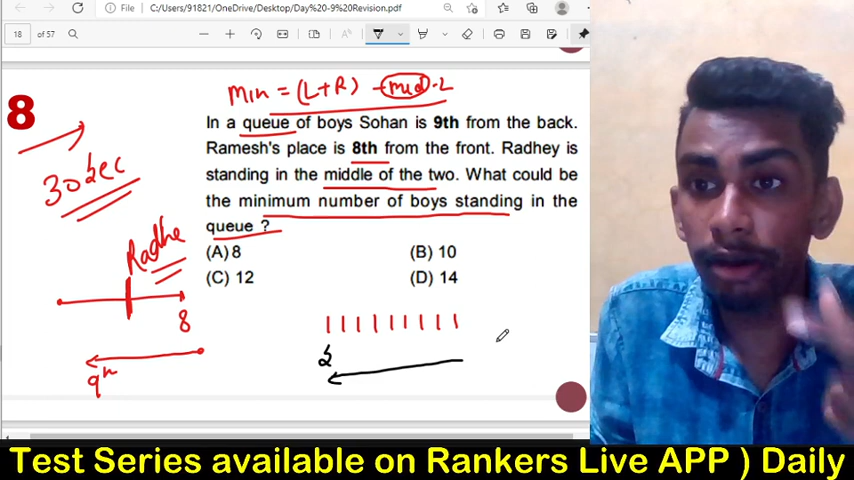 C:/Users/91821/OneDrive/Desktop/Day%20-9%20Revision.pdf
18 of 57
8
Min = (L+R) - mid - 2
In a queue of boys Sohan is 9th from the back.
Ramesh's place is 8th from the front. Radhey is
standing in the middle of the two. What could be
the minimum number of boys standing in the
queue ?
(A) 8 (B) 10
(C) 12 (D) 14
30 Sec
Radhe
8
9th
S
Test Series available on Rankers Live APP ) Daily